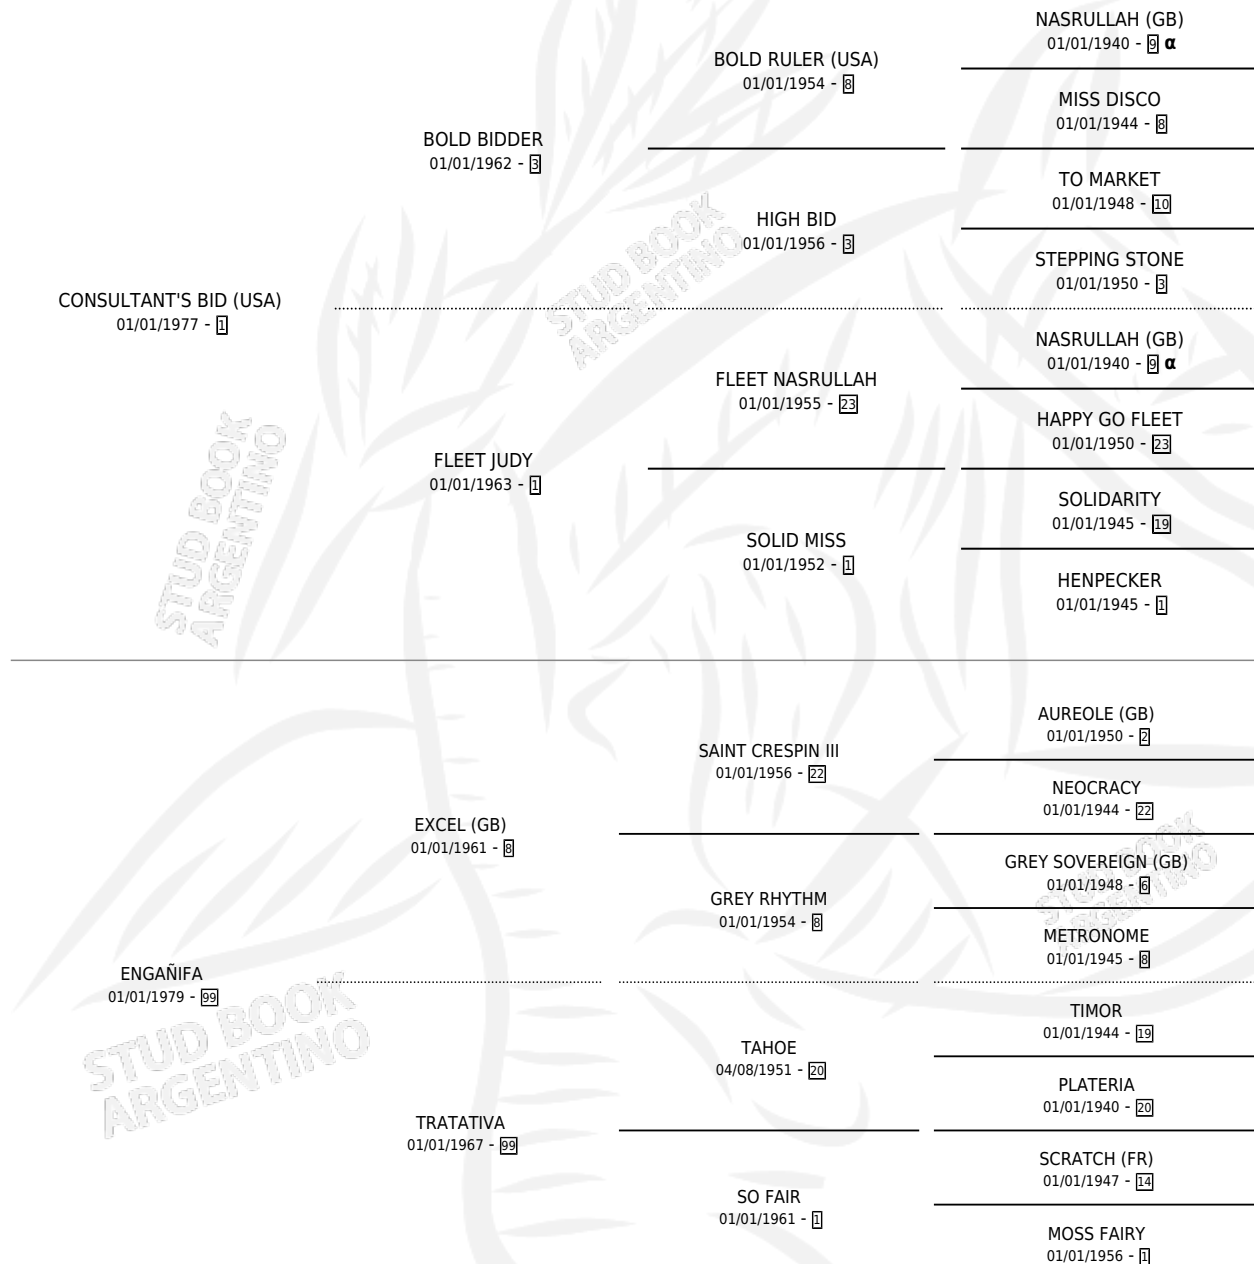 NASRULLAH (GB)
01/01/1940 - 9 α
BOLD RULER (USA)
01/01/1954 - 8
MISS DISCO
01/01/1944 - 8
BOLD BIDDER
01/01/1962 - 3
TO MARKET
01/01/1948 - 10
HIGH BID
01/01/1956 - 3
STEPPING STONE
01/01/1950 - 3
STUD BOOK
ARGENTINO
CONSULTANT'S BID (USA)
01/01/1977 - 1
NASRULLAH (GB)
01/01/1940 - 9 α
FLEET NASRULLAH
01/01/1955 - 23
HAPPY GO FLEET
01/01/1950 - 23
FLEET JUDY
01/01/1963 - 1
SOLIDARITY
01/01/1945 - 19
SOLID MISS
01/01/1952 - 1
HENPECKER
01/01/1945 - 1
STUD BOOK
ARGENTINO
AUREOLE (GB)
01/01/1950 - 2
SAINT CRESPIN III
01/01/1956 - 22
NEOCRACY
01/01/1944 - 22
EXCEL (GB)
01/01/1961 - 8
GREY SOVEREIGN (GB)
01/01/1948 - 6
GREY RHYTHM
01/01/1954 - 8
METRONOME
01/01/1945 - 8
STUD BOOK
ARGENTINO
ENGAÑIFA
01/01/1979 - 99
TIMOR
01/01/1944 - 19
TAHOE
04/08/1951 - 20
PLATERIA
01/01/1940 - 20
TRATATIVA
01/01/1967 - 99
SCRATCH (FR)
01/01/1947 - 14
SO FAIR
01/01/1961 - 1
MOSS FAIRY
01/01/1956 - 1
STUD BOOK
ARGENTINO